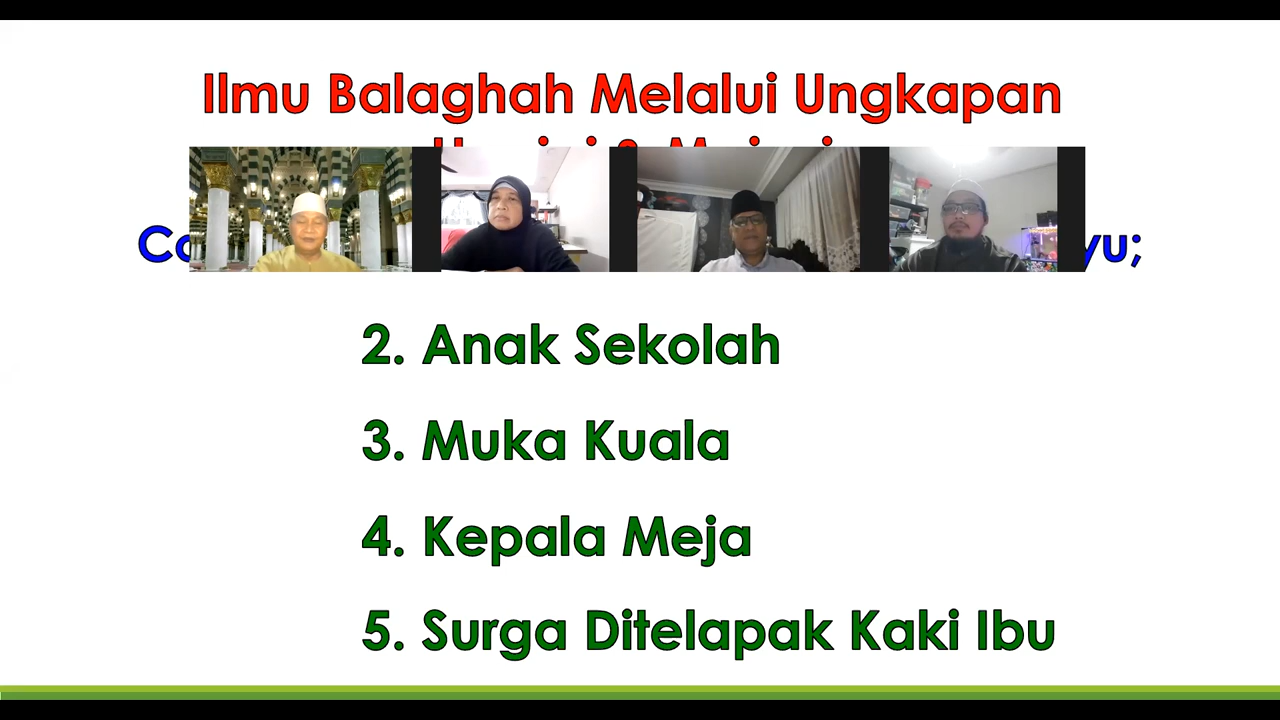 Ilmu Balaghah Melalui Ungkapan
2. Anak Sekolah
3. Muka Kuala
4. Kepala Meja
5. Surga Ditelapak Kaki Ibu